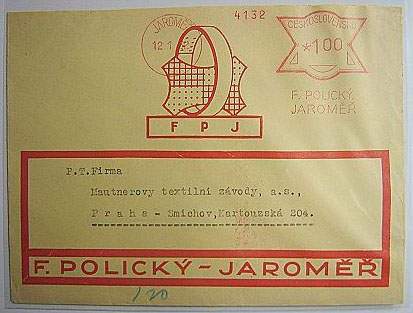 4132
JAROMĚŘ
12 1
ČESKOSLOVENSKO
*1.00
F. POLICKÝ
JAROMĚŘ
F P J
P.T.Firma
Mautnerovy textilní závody, a.s.,
Praha - Smíchov,Kartouzská 204.
F. POLICKÝ - JAROMĚŘ
120